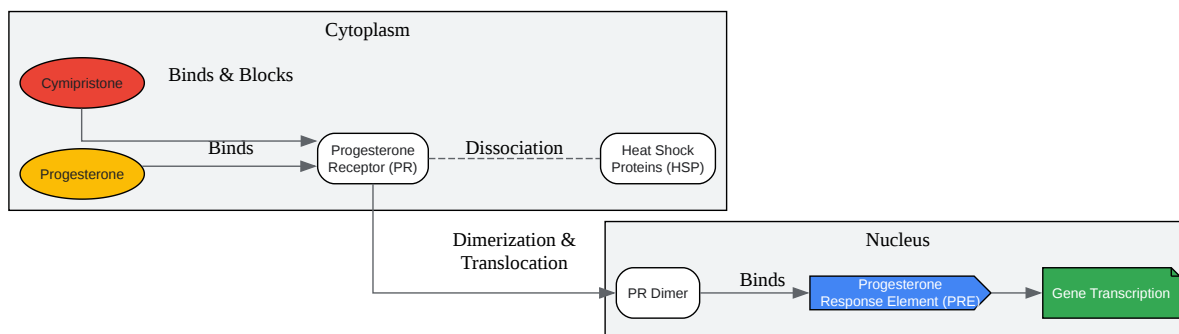 Cytoplasm
Cymipristone
Binds & Blocks
Progesterone
Binds
Progesterone
Receptor (PR)
Dissociation
Heat Shock
Proteins (HSP)
Dimerization &
Translocation
Nucleus
PR Dimer
Binds
Progesterone
Response Element (PRE)
Gene Transcription